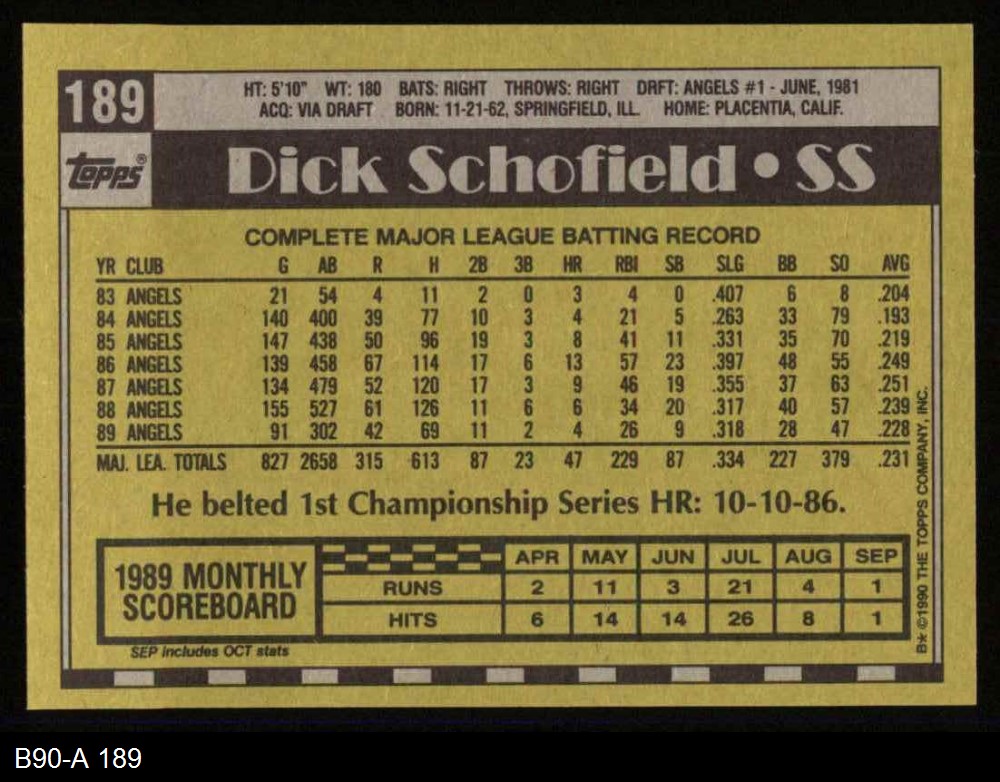 189
HT: 5'10" WT: 180 BATS: RIGHT THROWS: RIGHT DRFT: ANGELS #1 - JUNE, 1981
ACQ: VIA DRAFT BORN: 11-21-62, SPRINGFIELD, ILL. HOME: PLACENTIA, CALIF.
Topps®
Dick Schofield • SS
COMPLETE MAJOR LEAGUE BATTING RECORD
YR CLUB G AB R H 2B 3B HR RBI SB SLG BB SO AVG
83 ANGELS 21 54 4 11 2 0 3 4 0 .407 6 8 .204
84 ANGELS 140 400 39 77 10 3 4 21 5 .263 33 79 .193
85 ANGELS 147 438 50 96 19 3 8 41 11 .331 35 70 .219
86 ANGELS 139 458 67 114 17 6 13 57 23 .397 48 55 .249
87 ANGELS 134 479 52 120 17 3 9 46 19 .355 37 63 .251
88 ANGELS 155 527 61 126 11 6 6 34 20 .317 40 57 .239
89 ANGELS 91 302 42 69 11 2 4 26 9 .318 28 47 .228
MAJ. LEA. TOTALS 827 2658 315 613 87 23 47 229 87 .334 227 379 .231
He belted 1st Championship Series HR: 10-10-86.
1989 MONTHLY
SCOREBOARD
APR MAY JUN JUL AUG SEP
RUNS 2 11 3 21 4 1
HITS 6 14 14 26 8 1
SEP includes OCT stats
B* ©1990 THE TOPPS COMPANY, INC.
B90-A 189